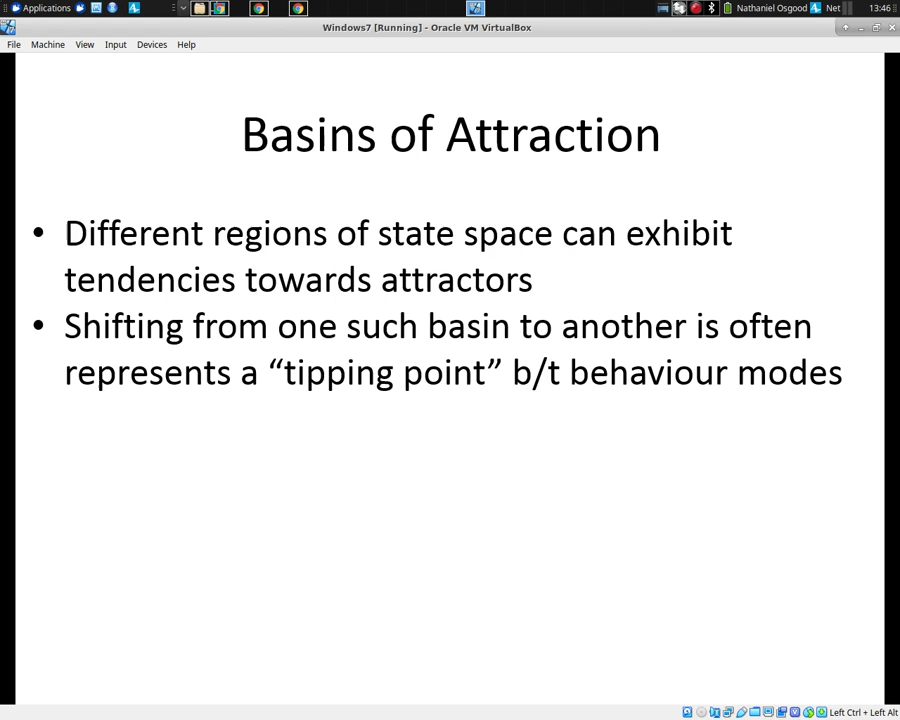 Applications
Nathaniel Osgood
Net
13:46
Windows7 [Running] - Oracle VM VirtualBox
File Machine View Input Devices Help
Basins of Attraction
• Different regions of state space can exhibit
tendencies towards attractors
• Shifting from one such basin to another is often
represents a “tipping point” b/t behaviour modes
Left Ctrl + Left Alt